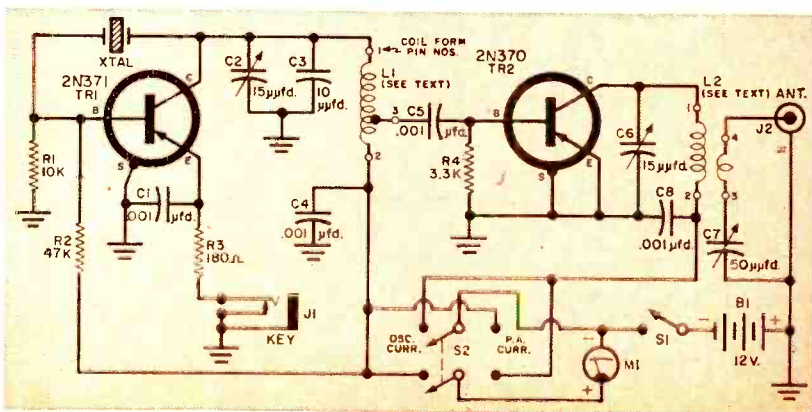 XTAL
2N371
TR1
B
C
E
S
R1
10K
R2
47K
C1
.001 µfd.
R3
180Ω
J1
KEY
C2
15µµfd.
C3
10
µµfd.
1
COIL FORM
PIN NOS.
L1
(SEE TEXT)
3
2
C4
.001 µfd.
C5
.001 µfd.
R4
3.3K
2N370
TR2
B
C
E
S
C6
15µµfd.
C8
.001µfd.
L2
(SEE TEXT)
1
2
4
3
ANT.
J2
C7
50µµfd.
OSC.
CURR.
S2
P.A.
CURR.
-
M1
+
S1
- B1 +
12V.